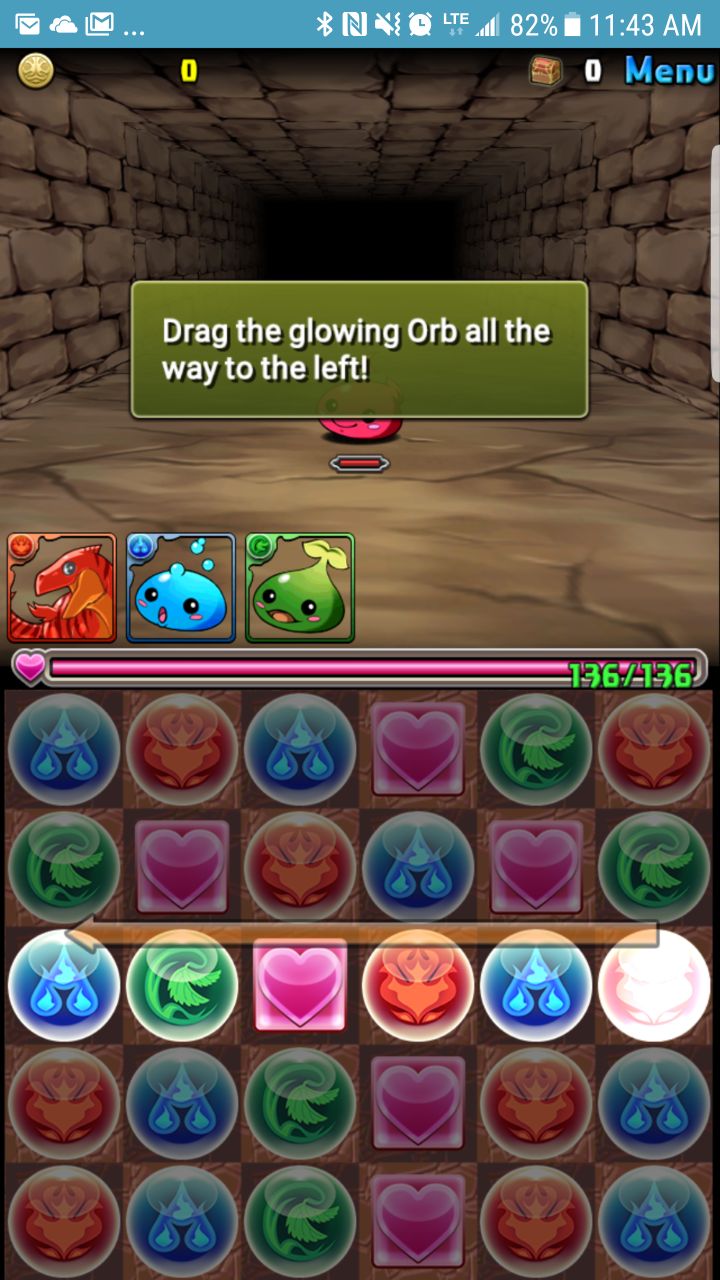 ... LTE 82% 11:43 AM
0 0 Menu
Drag the glowing Orb all the
way to the left!
136/136